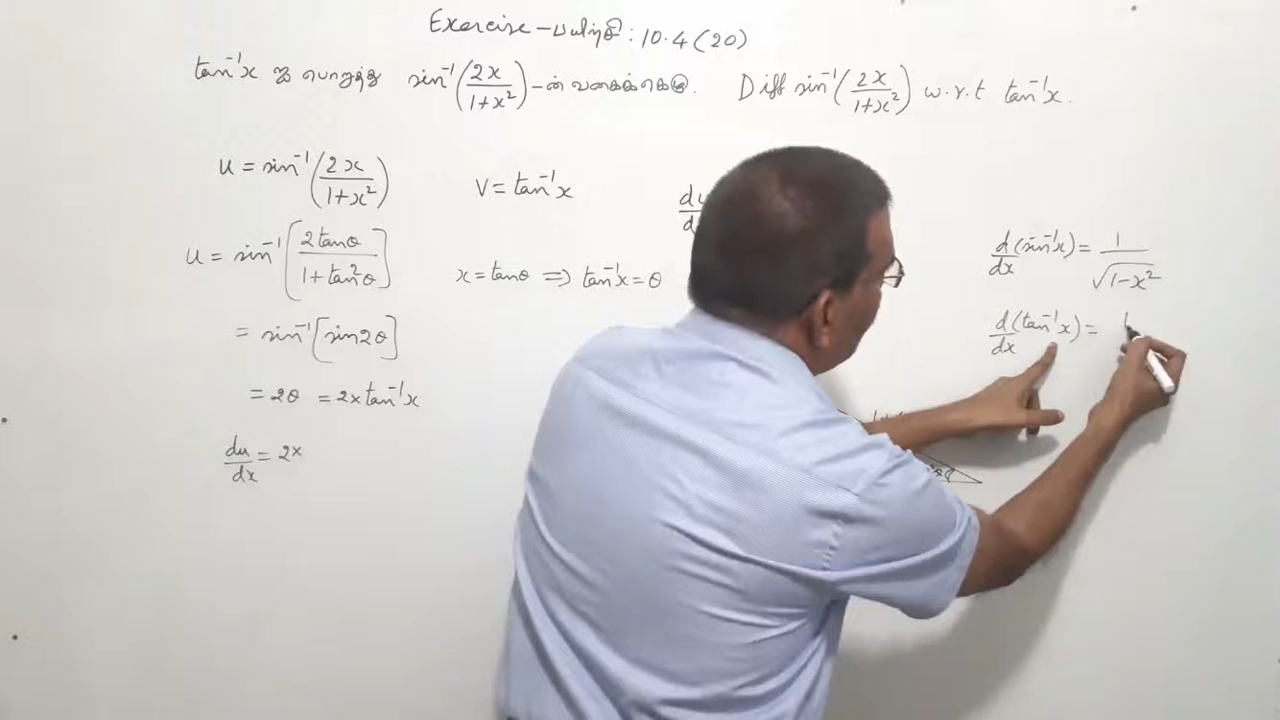 Exercise – பயிற்சி : 10.4 (20)
tan⁻¹x ஐ பொறுத்து sin⁻¹(2x/1+x²) –ன் வகைக்கெழு. Diff sin⁻¹(2x/1+x²) w.r.t tan⁻¹x.
u = sin⁻¹(2x/1+x²) v = tan⁻¹x
u = sin⁻¹[2tanθ/1+tan²θ] x = tanθ ⟹ tan⁻¹x = θ
d/dx(sin⁻¹x) = 1/√1–x²
= sin⁻¹[sin2θ]
d/dx(tan⁻¹x) = 1
= 2θ = 2×tan⁻¹x
du/dx = 2×